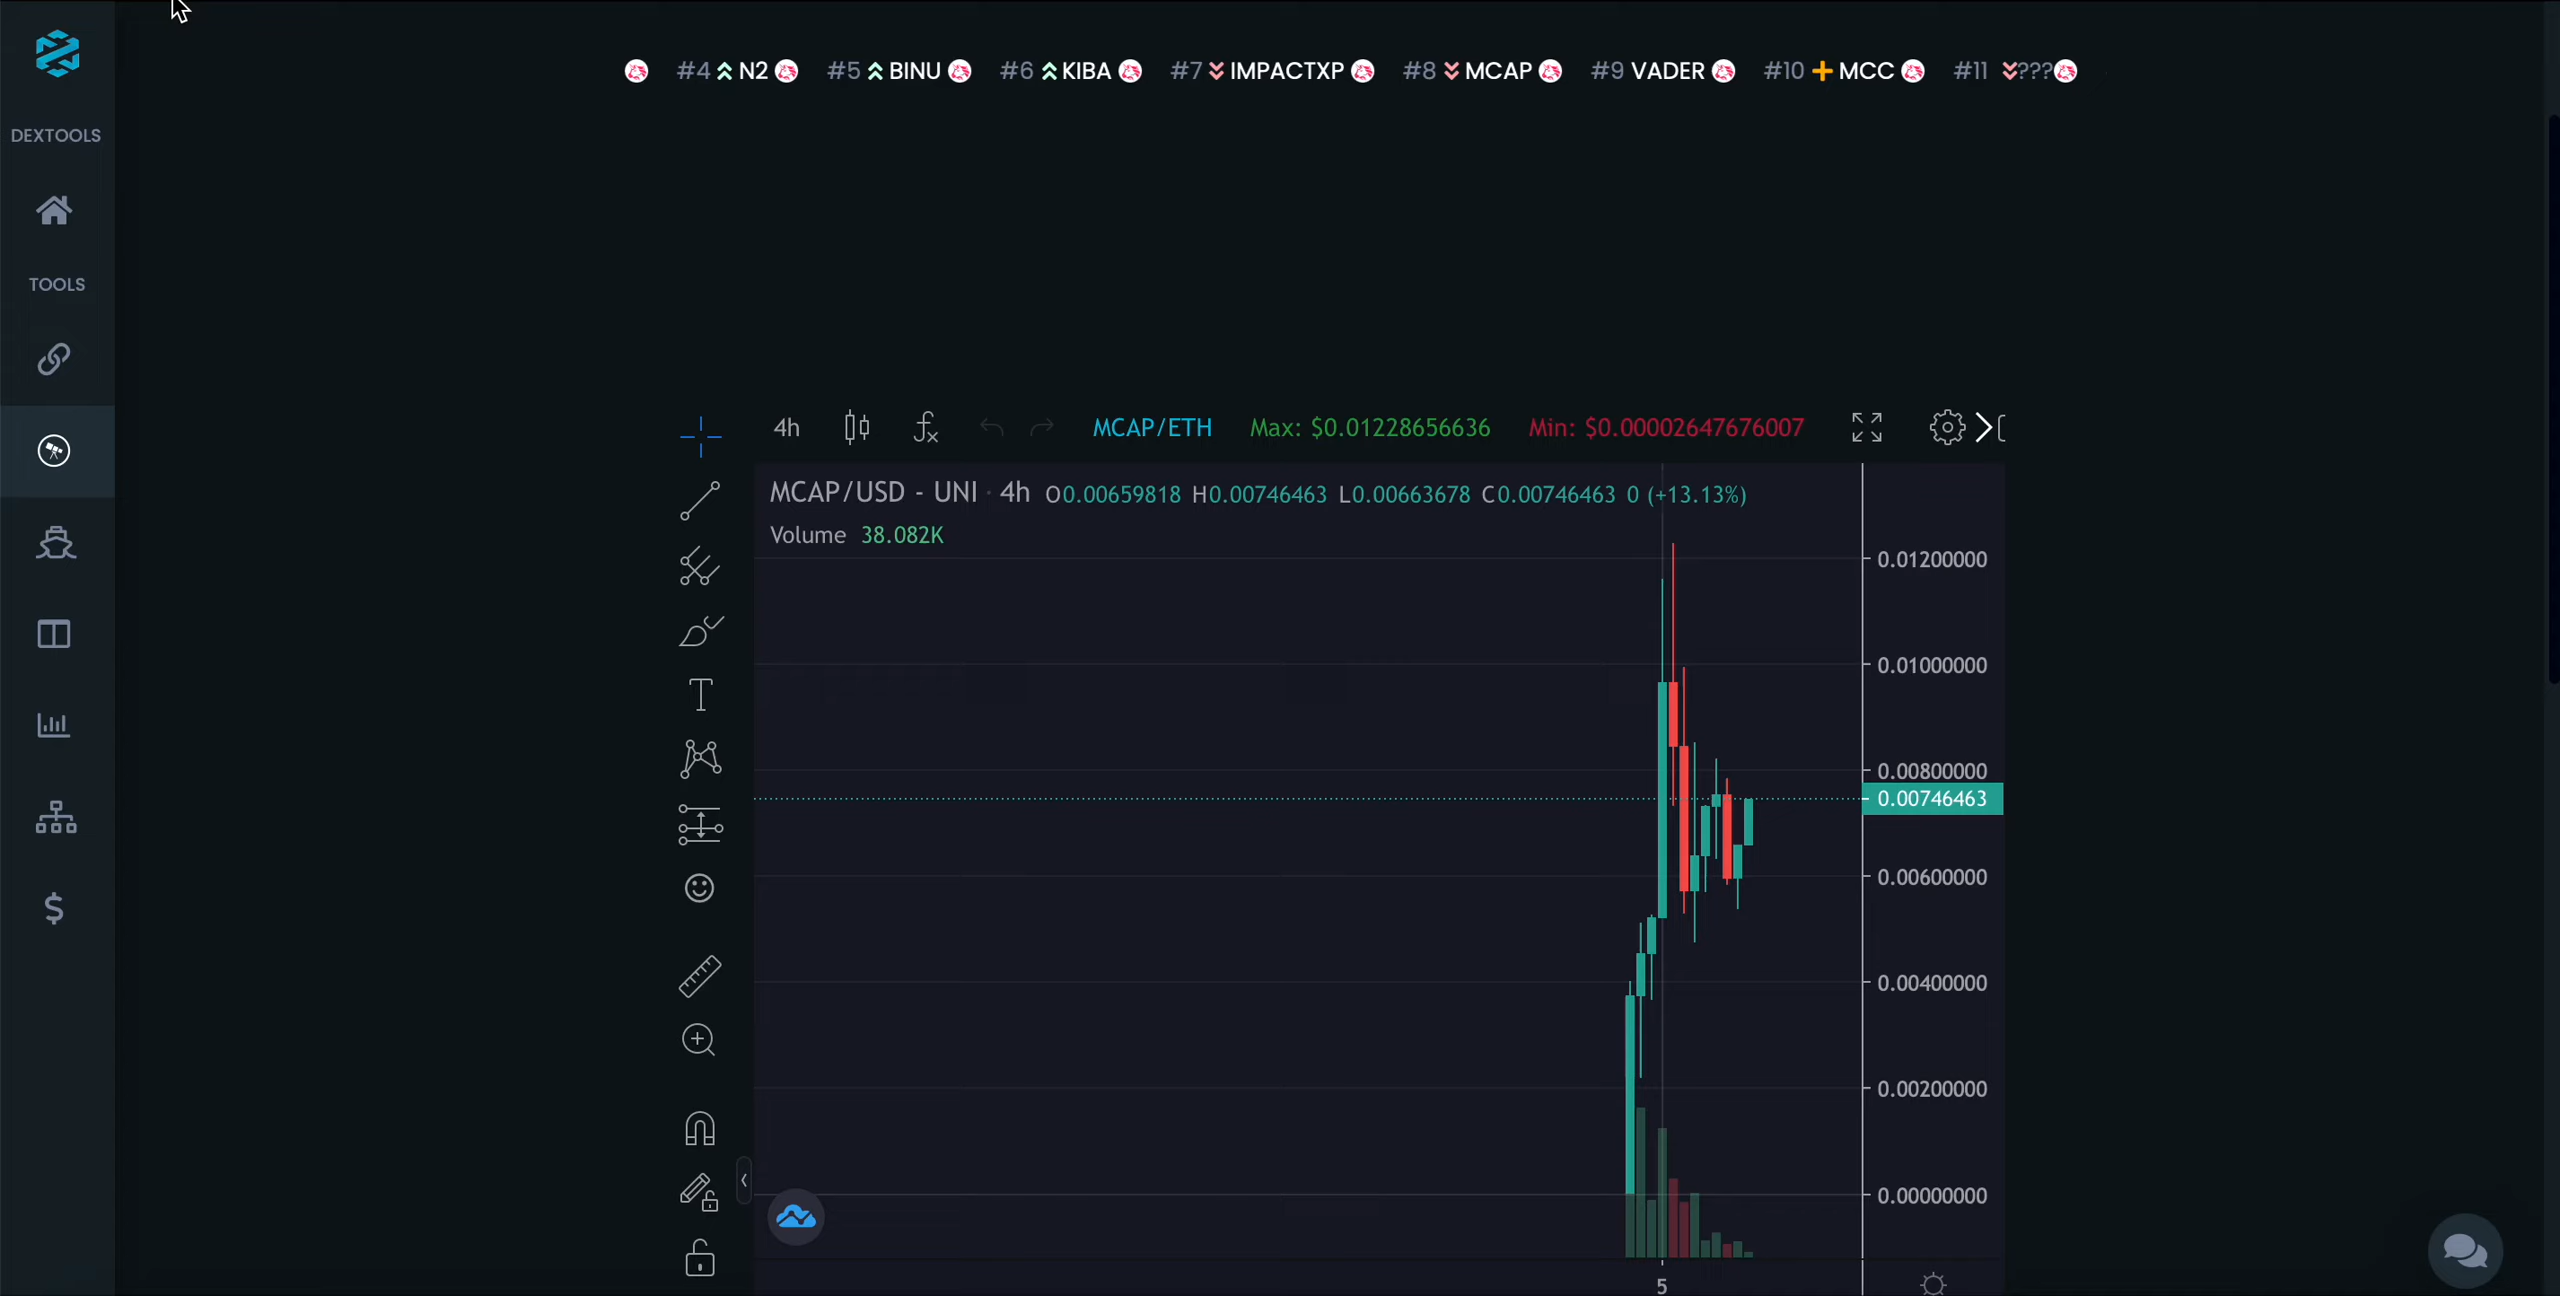 #4 N2 #5 BINU #6 KIBA #7 IMPACTXP #8 MCAP #9 VADER #10 MCC #11 ???
DEXTOOLS
TOOLS
4h MCAP/ETH Max: $0.01228656636 Min: $0.00002647676007
MCAP/USD - UNI · 4h O0.00659818 H0.00746463 L0.00663678 C0.00746463 0 (+13.13%)
Volume 38.082K
0.01200000
0.01000000
0.00800000
0.00746463
0.00600000
0.00400000
0.00200000
0.00000000
5